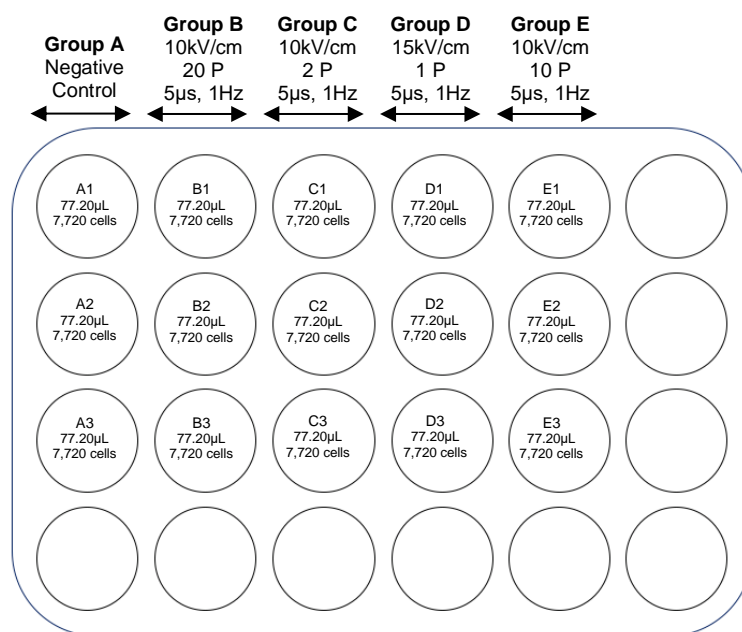 Group A
Negative
Control
Group B
10kV/cm
20 P
5µs, 1Hz
Group C
10kV/cm
2 P
5µs, 1Hz
Group D
15kV/cm
1 P
5µs, 1Hz
Group E
10kV/cm
10 P
5µs, 1Hz
A1
77.20µL
7,720 cells
B1
77.20µL
7,720 cells
C1
77.20µL
7,720 cells
D1
77.20µL
7,720 cells
E1
77.20µL
7,720 cells
A2
77.20µL
7,720 cells
B2
77.20µL
7,720 cells
C2
77.20µL
7,720 cells
D2
77.20µL
7,720 cells
E2
77.20µL
7,720 cells
A3
77.20µL
7,720 cells
B3
77.20µL
7,720 cells
C3
77.20µL
7,720 cells
D3
77.20µL
7,720 cells
E3
77.20µL
7,720 cells